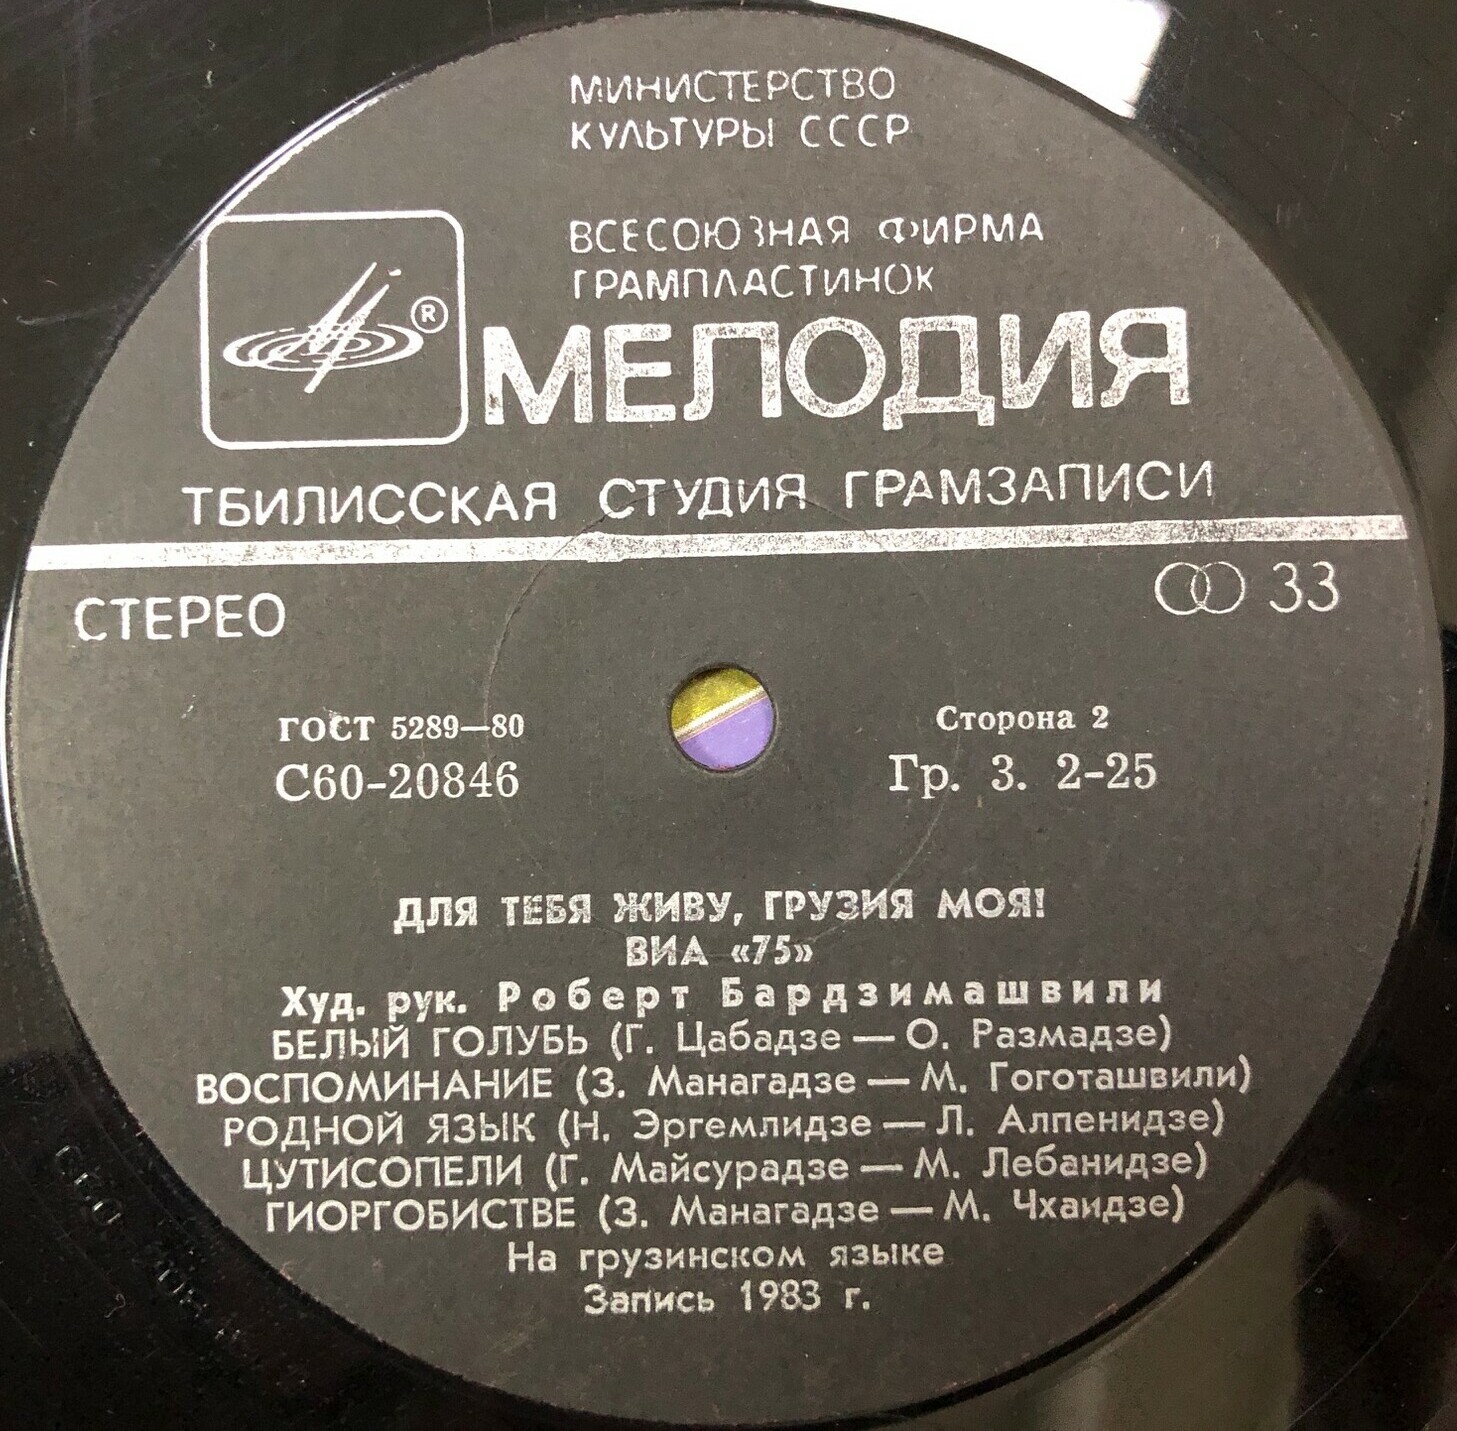 МИНИСТЕРСТВО
КУЛЬТУРЫ СССР
ВСЕСОЮЗНАЯ ФИРМА
ГРАМПЛАСТИНОК
МЕЛОДИЯ
®
ТБИЛИССКАЯ СТУДИЯ ГРАМЗАПИСИ
СТЕРЕО
33
ГОСТ 5289—80
Сторона 2
С60-20846
Гр. 3. 2-25
ДЛЯ ТЕБЯ ЖИВУ, ГРУЗИЯ МОЯ!
ВИА «75»
Худ. рук. Роберт Бардзимашвили
БЕЛЫЙ ГОЛУБЬ (Г. Цабадзе — О. Размадзе)
ВОСПОМИНАНИЕ (З. Манагадзе — М. Гоготашвили)
РОДНОЙ ЯЗЫК (Н. Эргемлидзе — Л. Алпенидзе)
ЦУТИСОПЕЛИ (Г. Майсурадзе — М. Лебанидзе)
ГИОРГОБИСТВЕ (З. Манагадзе — М. Чхаидзе)
На грузинском языке
Запись 1983 г.